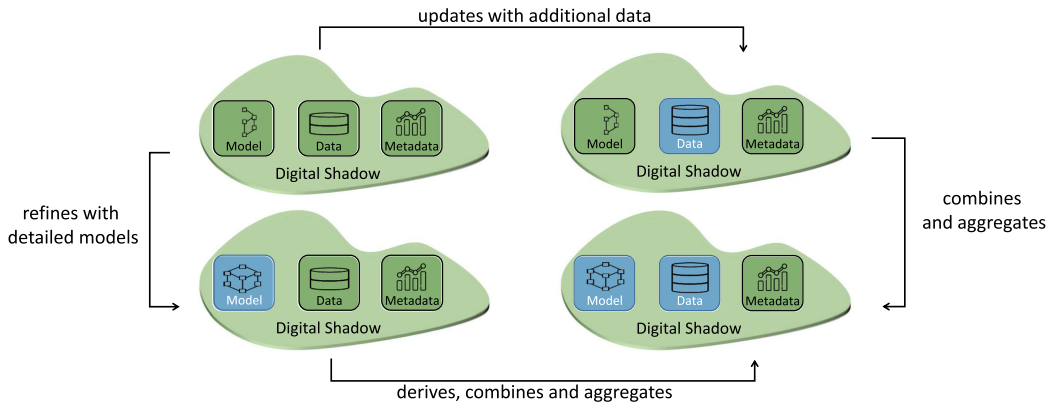 updates with additional data
Model Data Metadata
Digital Shadow
Model Data Metadata
Digital Shadow
refines with
detailed models
combines
and aggregates
Model Data Metadata
Digital Shadow
Model Data Metadata
Digital Shadow
derives, combines and aggregates